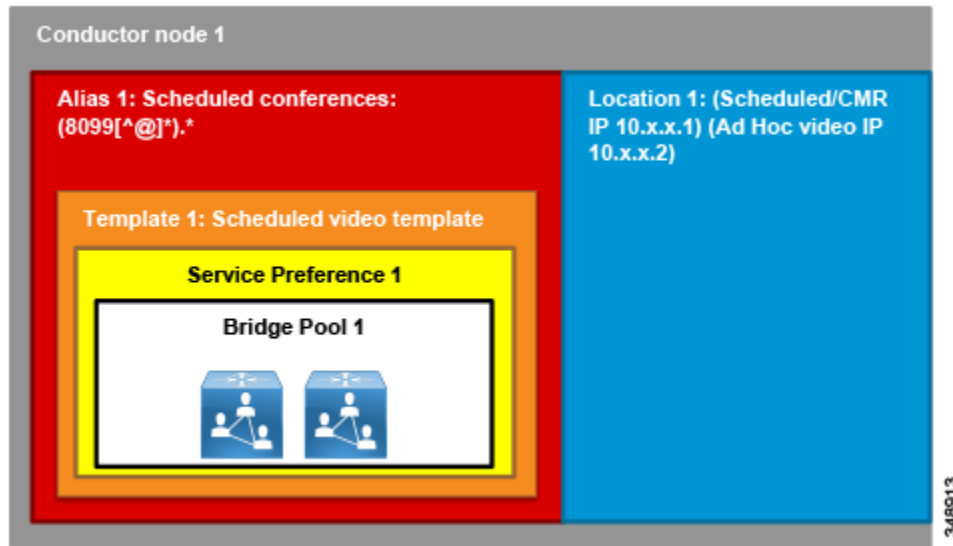 Conductor node 1
Alias 1: Scheduled conferences:
(8099[^@]*).*
Location 1: (Scheduled/CMR
IP 10.x.x.1) (Ad Hoc video IP
10.x.x.2)
Template 1: Scheduled video template
Service Preference 1
Bridge Pool 1
348913